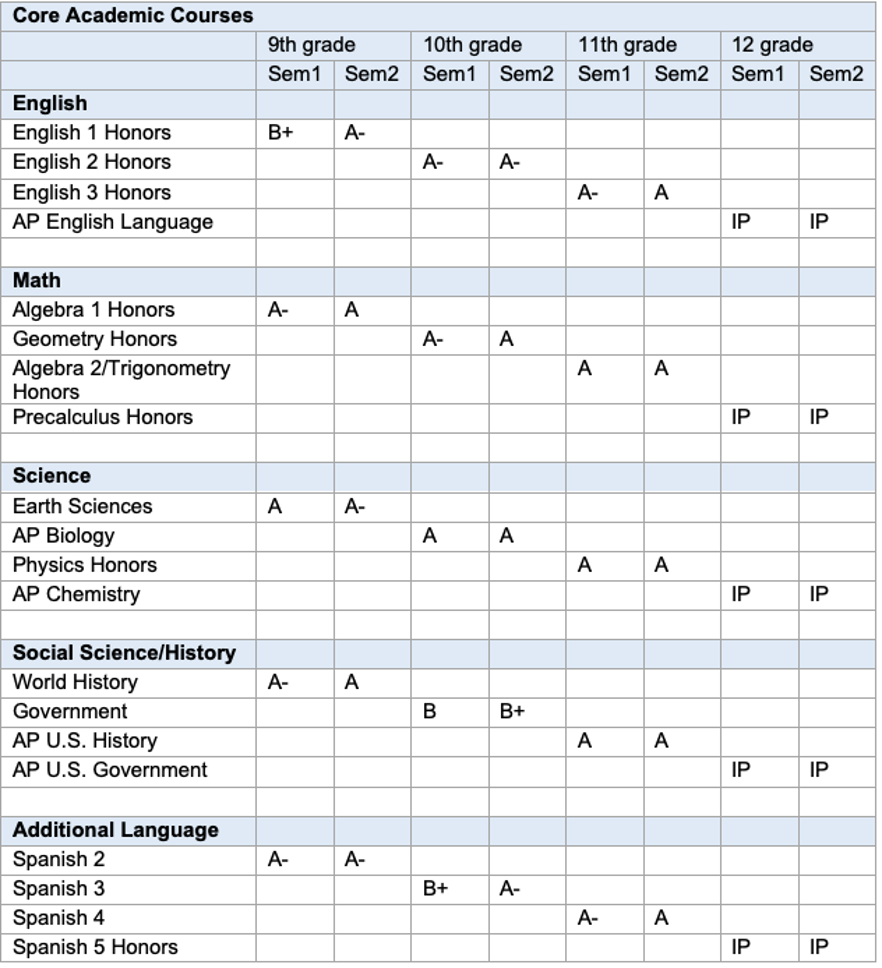 Core Academic Courses
9th grade 10th grade 11th grade 12 grade
Sem1 Sem2 Sem1 Sem2 Sem1 Sem2 Sem1 Sem2
English
English 1 Honors B+ A-
English 2 Honors A- A-
English 3 Honors A- A
AP English Language IP IP
Math
Algebra 1 Honors A- A
Geometry Honors A- A
Algebra 2/Trigonometry A A
Honors
Precalculus Honors IP IP
Science
Earth Sciences A A-
AP Biology A A
Physics Honors A A
AP Chemistry IP IP
Social Science/History
World History A- A
Government B B+
AP U.S. History A A
AP U.S. Government IP IP
Additional Language
Spanish 2 A- A-
Spanish 3 B+ A-
Spanish 4 A- A
Spanish 5 Honors IP IP